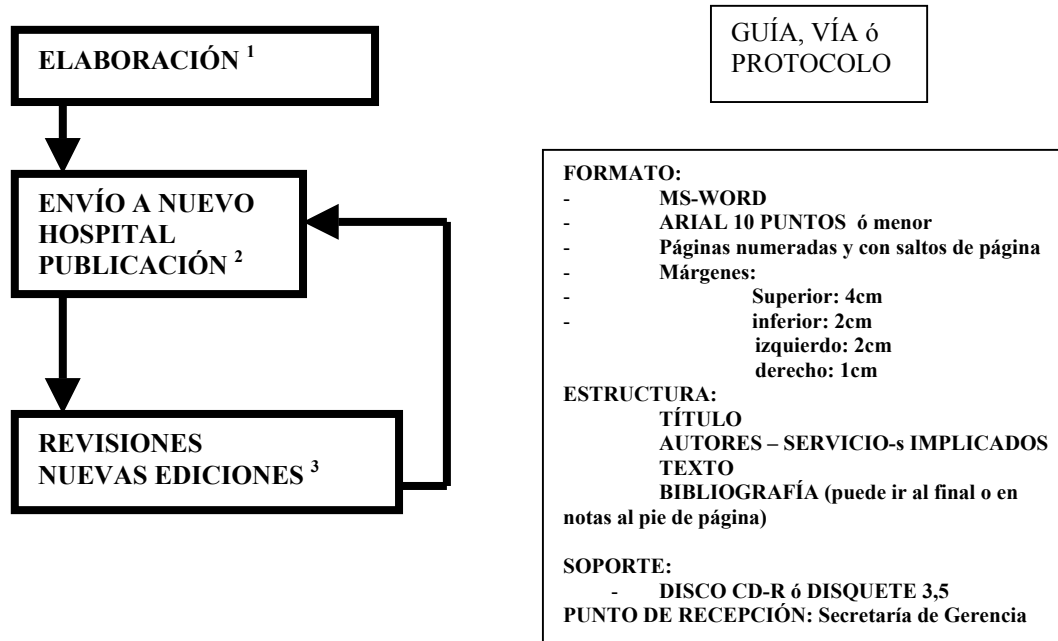 ELABORACIÓN 1
ENVÍO A NUEVO
HOSPITAL
PUBLICACIÓN 2
REVISIONES
NUEVAS EDICIONES 3
GUÍA, VÍA ó
PROTOCOLO
FORMATO:
- MS-WORD
- ARIAL 10 PUNTOS ó menor
- Páginas numeradas y con saltos de página
- Márgenes:
- Superior: 4cm
- inferior: 2cm
izquierdo: 2cm
derecho: 1cm
ESTRUCTURA:
TÍTULO
AUTORES – SERVICIO-s IMPLICADOS
TEXTO
BIBLIOGRAFÍA (puede ir al final o en
notas al pie de página)
SOPORTE:
- DISCO CD-R ó DISQUETE 3,5
PUNTO DE RECEPCIÓN: Secretaría de Gerencia